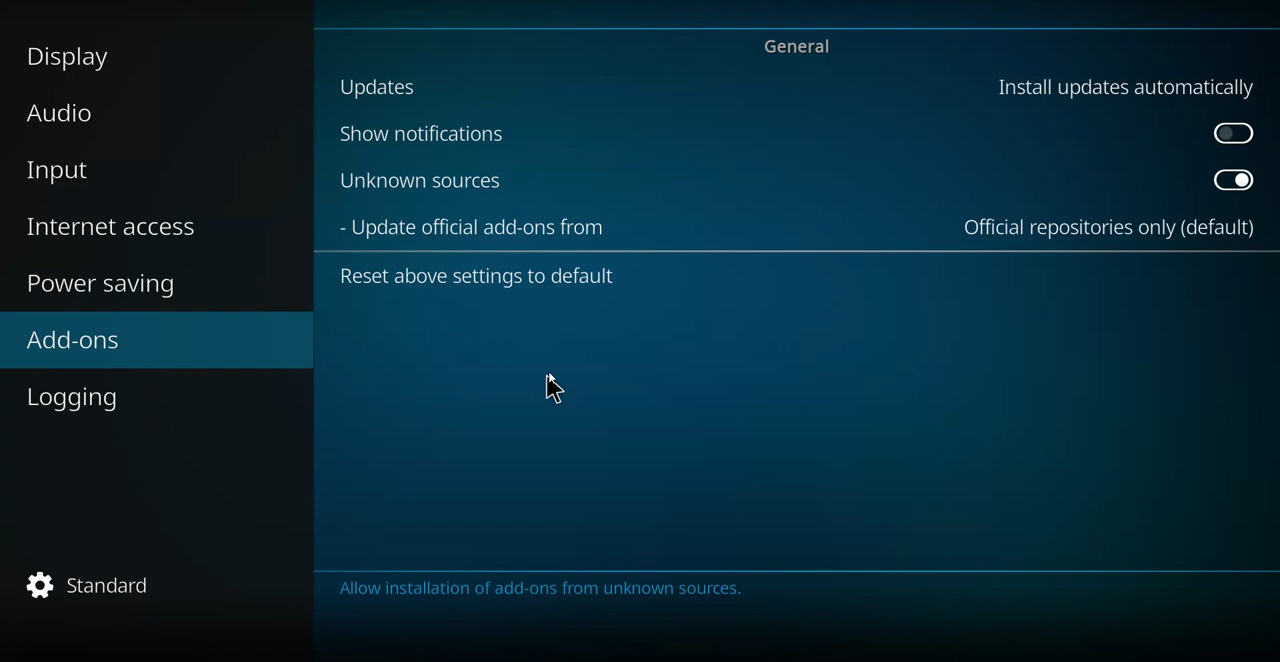 Display
Audio
Input
Internet access
Power saving
Add-ons
Logging
Standard
General
Updates Install updates automatically
Show notifications
Unknown sources
- Update official add-ons from Official repositories only (default)
Reset above settings to default
Allow installation of add-ons from unknown sources.